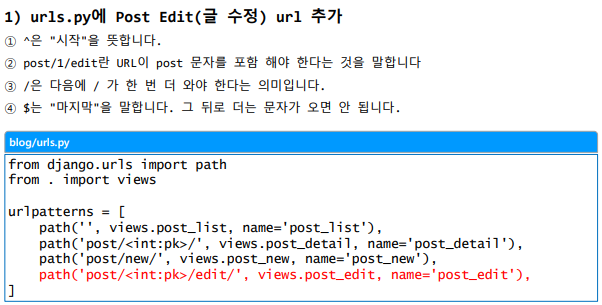 1) urls.py에 Post Edit(글 수정) url 추가
① ^은 "시작"을 뜻합니다.
② post/1/edit란 URL이 post 문자를 포함 해야 한다는 것을 말합니다
③ /은 다음에 / 가 한 번 더 와야 한다는 의미입니다.
④ $는 "마지막"을 말합니다. 그 뒤로 더는 문자가 오면 안 됩니다.
blog/urls.py
from django.urls import path
from . import views
urlpatterns = [
    path('', views.post_list, name='post_list'),
    path('post/<int:pk>/', views.post_detail, name='post_detail'),
    path('post/new/', views.post_new, name='post_new'),
    path('post/<int:pk>/edit/', views.post_edit, name='post_edit'),
]